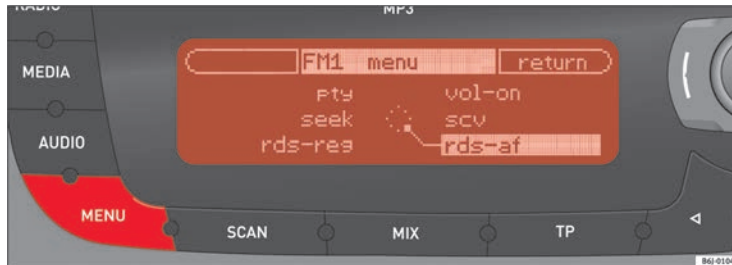 RADIO
MP3
MEDIA
AUDIO
FM1 menu return
pty vol-on
seek scv
rds-reg rds-af
MENU
SCAN
MIX
TP
B6J-0104